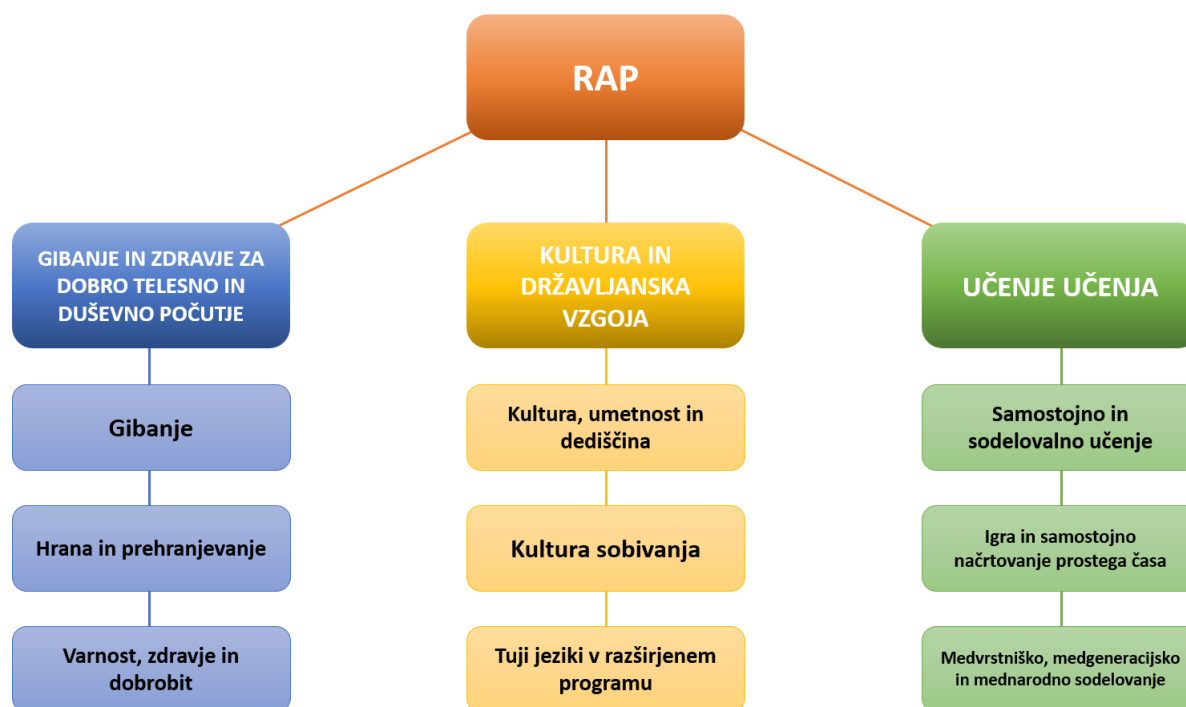 RAP
GIBANJE IN ZDRAVJE ZA
DOBRO TELESNO IN
DUŠEVNO POČUTJE
Gibanje
Hrana in prehranjevanje
Varnost, zdravje in
dobrobit
KULTURA IN
DRŽAVLJANSKA
VZGOJA
Kultura, umetnost in
dediščina
Kultura sobivanja
Tuji jeziki v razširjenem
programu
UČENJE UČENJA
Samostojno in
sodelovalno učenje
Igra in samostojno
načrtovanje prostega časa
Medvrstniško, medgeneracijsko
in mednarodno sodelovanje